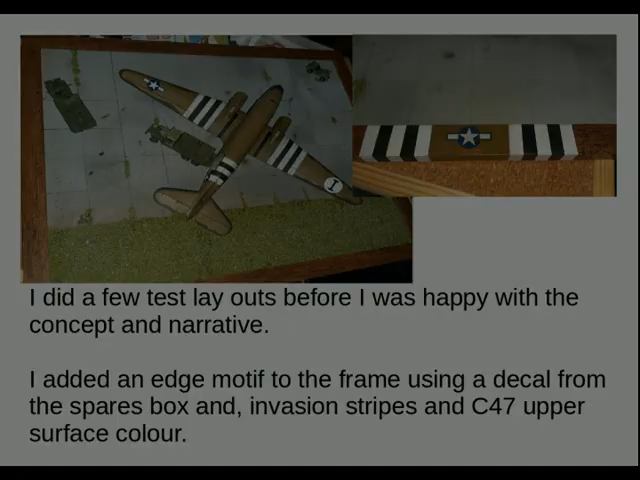 I did a few test lay outs before I was happy with the
concept and narrative.
I added an edge motif to the frame using a decal from
the spares box and, invasion stripes and C47 upper
surface colour.